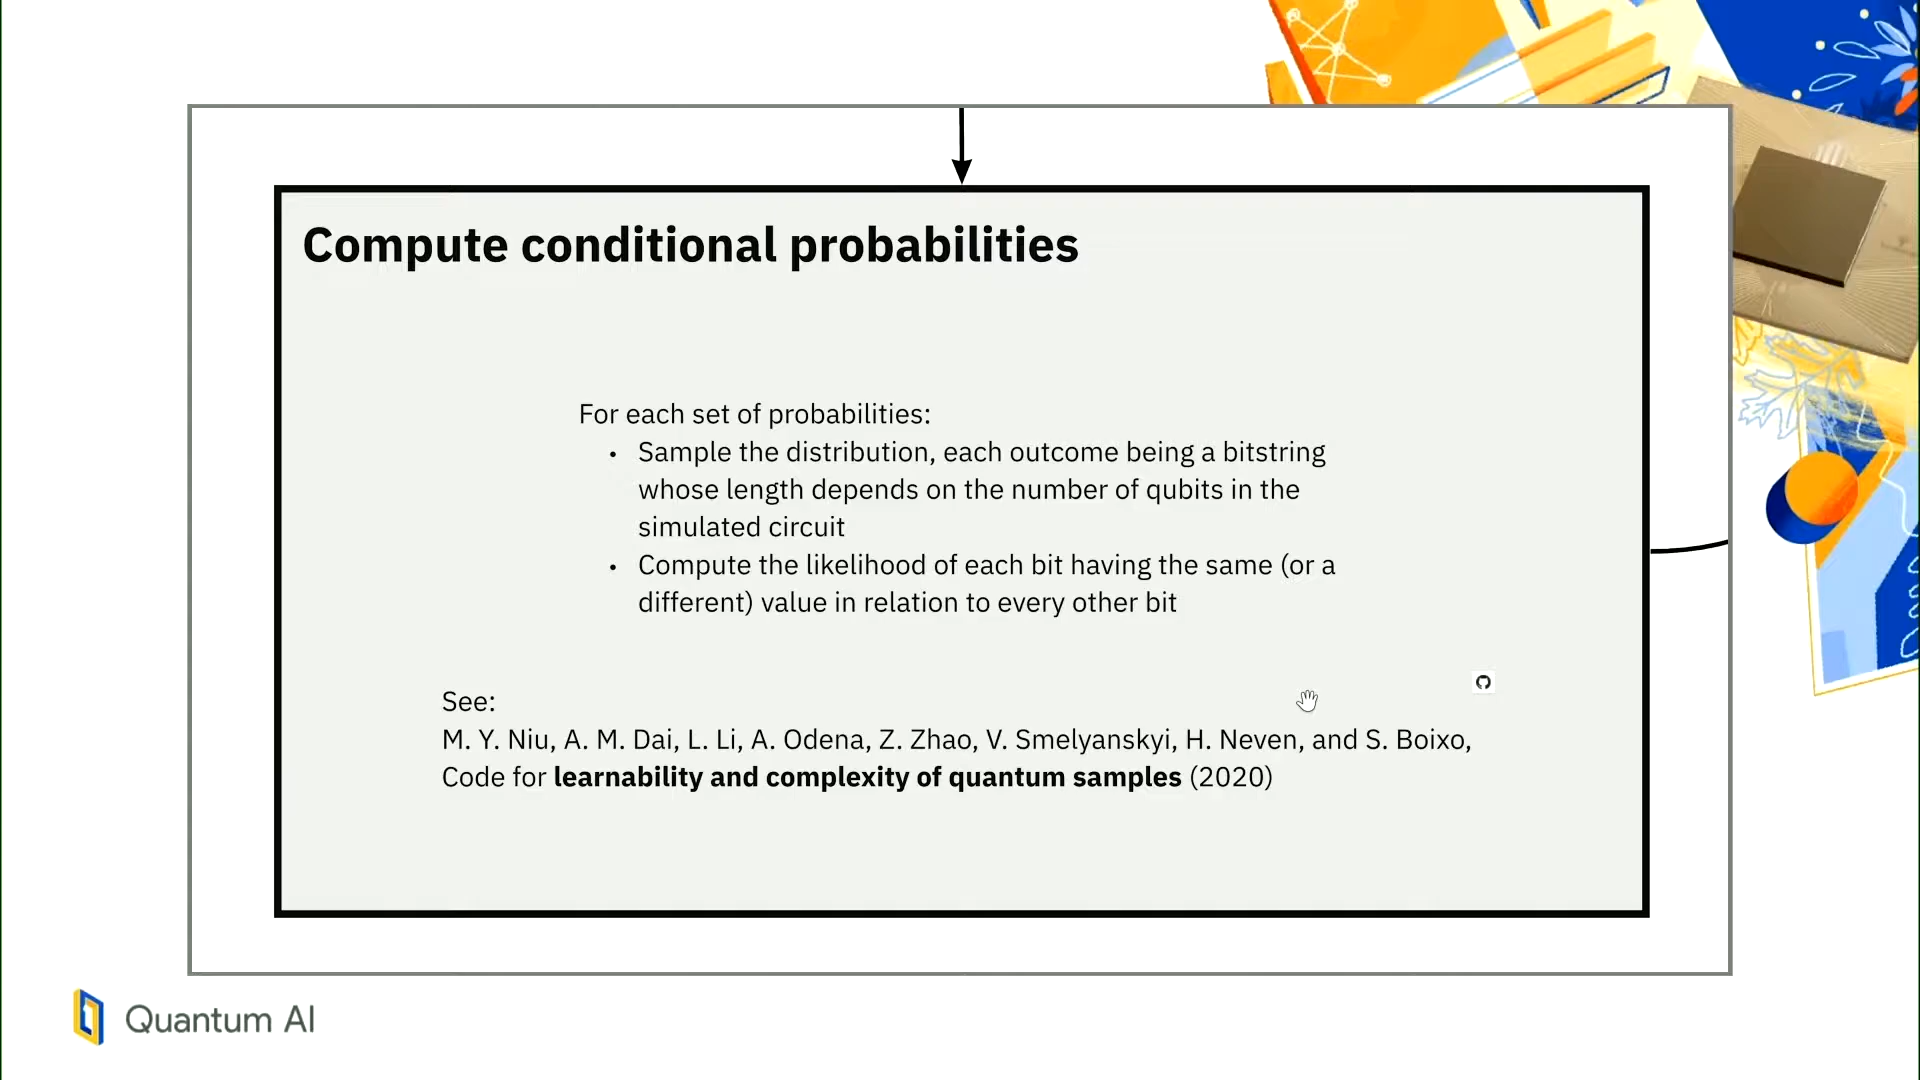 Compute conditional probabilities
For each set of probabilities:
• Sample the distribution, each outcome being a bitstring
whose length depends on the number of qubits in the
simulated circuit
• Compute the likelihood of each bit having the same (or a
different) value in relation to every other bit
See:
M. Y. Niu, A. M. Dai, L. Li, A. Odena, Z. Zhao, V. Smelyanskyi, H. Neven, and S. Boixo,
Code for learnability and complexity of quantum samples (2020)
Quantum AI